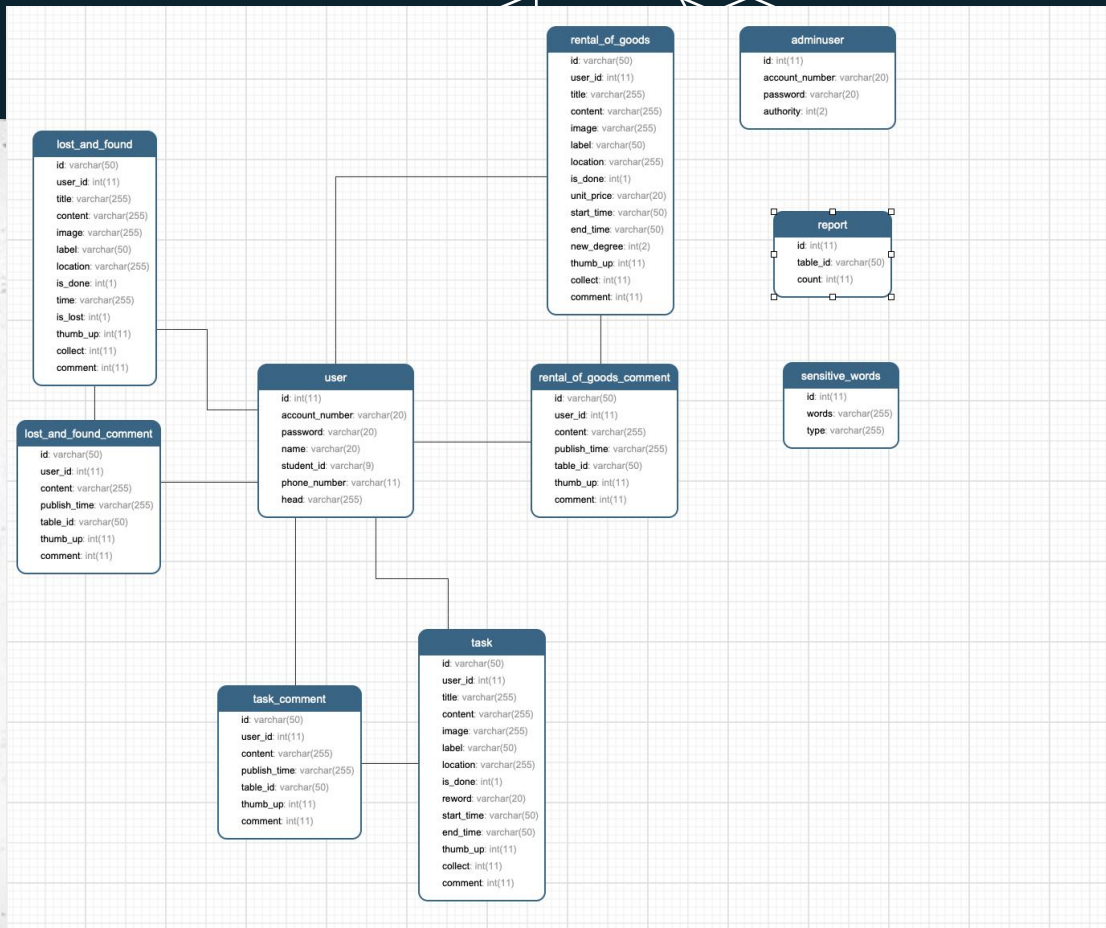 rental_of_goods
id: varchar(50)
user_id: int(11)
title: varchar(255)
content: varchar(255)
image: varchar(255)
label: varchar(50)
location: varchar(255)
is_done: int(1)
unit_price: varchar(20)
start_time: varchar(50)
end_time: varchar(50)
new_degree: int(2)
thumb_up: int(11)
collect: int(11)
comment: int(11)
adminuser
id: int(11)
account_number: varchar(20)
password: varchar(20)
authority: int(2)
lost_and_found
id: varchar(50)
user_id: int(11)
title: varchar(255)
content: varchar(255)
image: varchar(255)
label: varchar(50)
location: varchar(255)
is_done: int(1)
time: varchar(255)
is_lost: int(1)
thumb_up: int(11)
collect: int(11)
comment: int(11)
report
id: int(11)
table_id: varchar(50)
count: int(11)
user
id: int(11)
account_number: varchar(20)
password: varchar(20)
name: varchar(20)
student_id: varchar(9)
phone_number: varchar(11)
head: varchar(255)
rental_of_goods_comment
id: varchar(50)
user_id: int(11)
content: varchar(255)
publish_time: varchar(255)
table_id: varchar(50)
thumb_up: int(11)
comment: int(11)
sensitive_words
id: int(11)
words: varchar(255)
type: varchar(255)
lost_and_found_comment
id: varchar(50)
user_id: int(11)
content: varchar(255)
publish_time: varchar(255)
table_id: varchar(50)
thumb_up: int(11)
comment: int(11)
task
id: varchar(50)
user_id: int(11)
title: varchar(255)
content: varchar(255)
image: varchar(255)
label: varchar(50)
location: varchar(255)
is_done: int(1)
reword: varchar(20)
start_time: varchar(50)
end_time: varchar(50)
thumb_up: int(11)
collect: int(11)
comment: int(11)
task_comment
id: varchar(50)
user_id: int(11)
content: varchar(255)
publish_time: varchar(255)
table_id: varchar(50)
thumb_up: int(11)
comment: int(11)